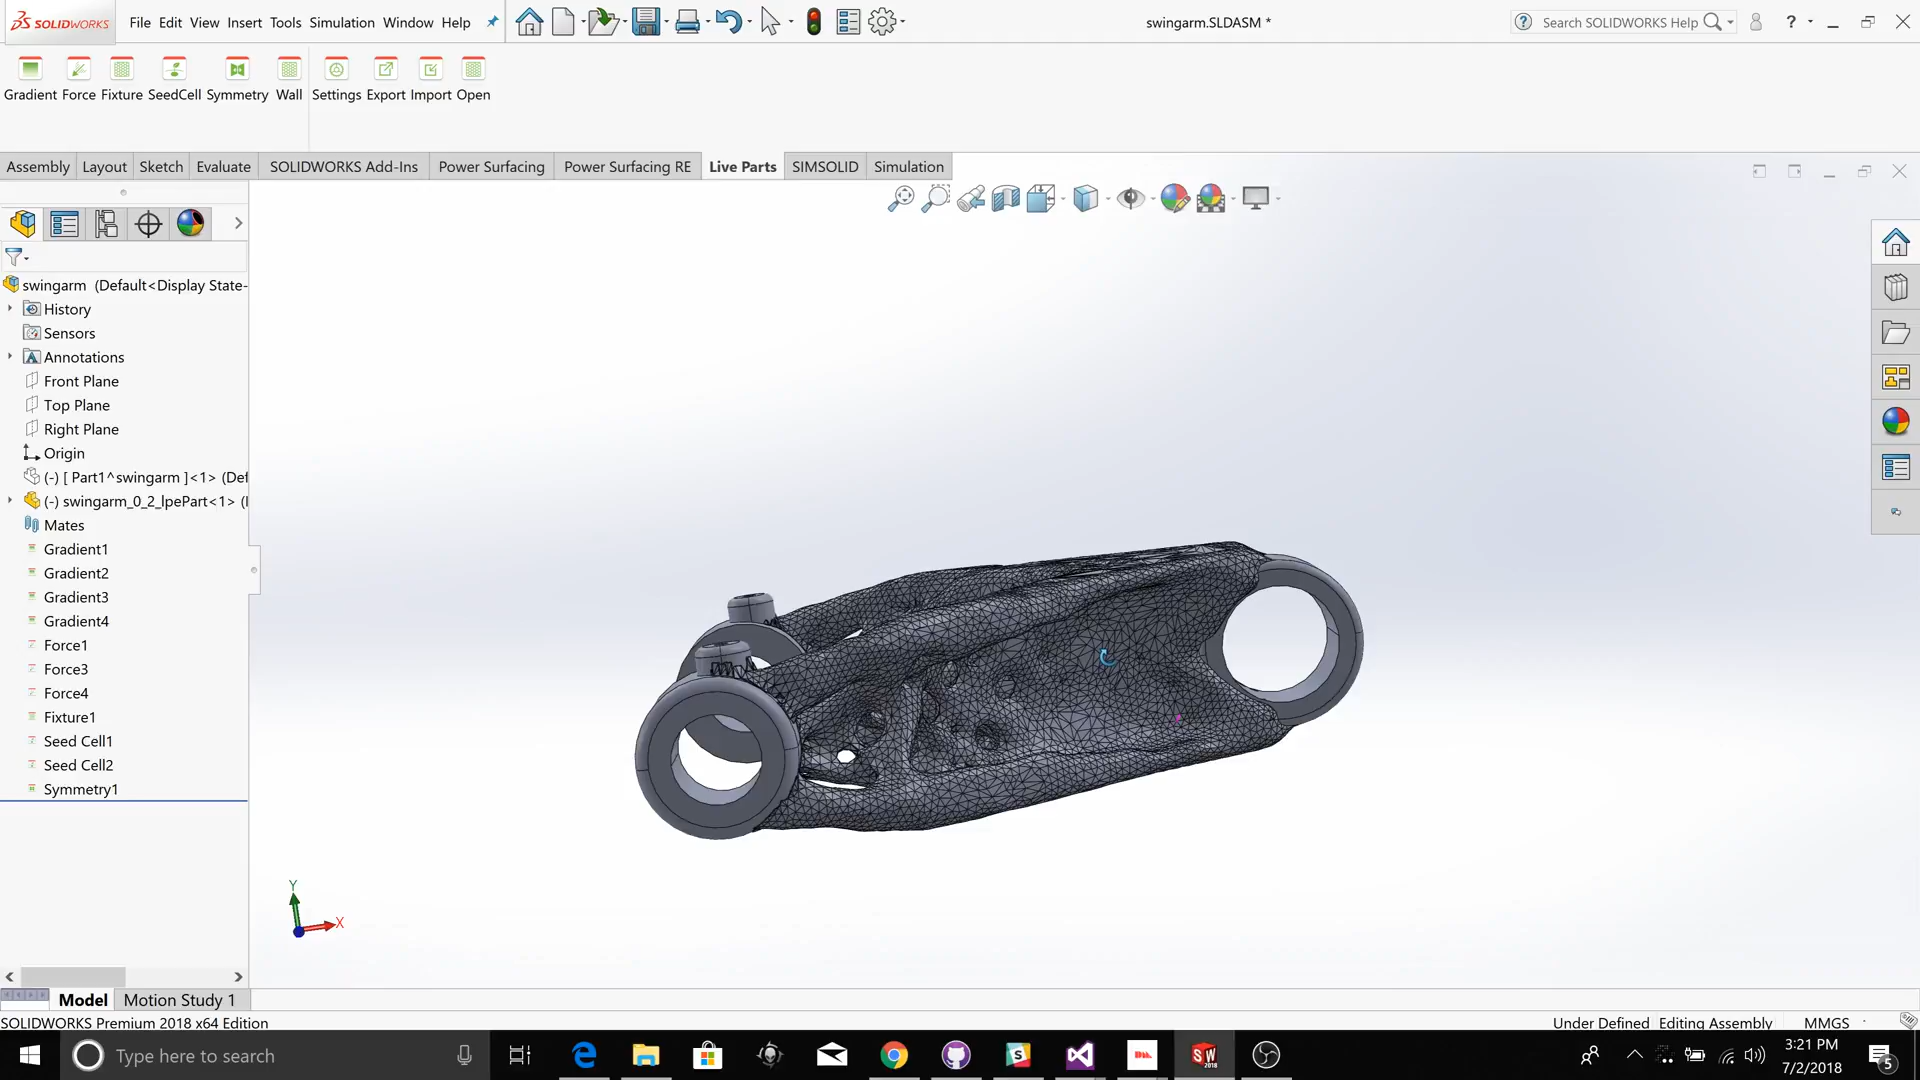 SOLIDWORKS File Edit View Insert Tools Simulation Window Help
swingarm.SLDASM *
Search SOLIDWORKS Help
?
Gradient Force Fixture SeedCell Symmetry Wall Settings Export Import Open
Assembly Layout Sketch Evaluate SOLIDWORKS Add-Ins Power Surfacing Power Surfacing RE Live Parts SIMSOLID Simulation
swingarm (Default<Display State-
History
Sensors
Annotations
Front Plane
Top Plane
Right Plane
Origin
(-) [ Part1^swingarm ]<1> (Def
(-) swingarm_0_2_lpePart<1> (
Mates
Gradient1
Gradient2
Gradient3
Gradient4
Force1
Force3
Force4
Fixture1
Seed Cell1
Seed Cell2
Symmetry1
Y
X
Model Motion Study 1
SOLIDWORKS Premium 2018 x64 Edition
Under Defined Editing Assembly MMGS
Type here to search
SW
2018
3:21 PM
7/2/2018
5